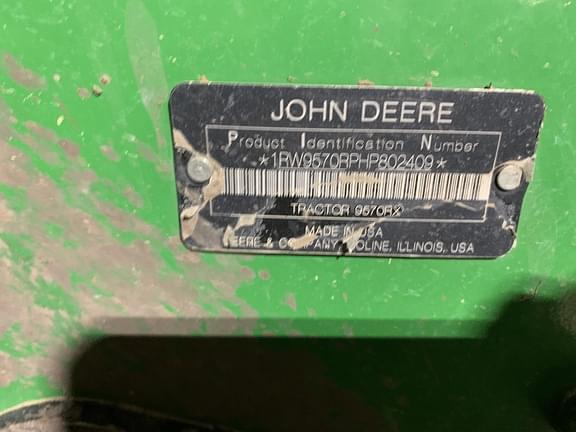 JOHN DEERE
Product Identification Number
*1RW9570RPHP802409*
TRACTOR 9570RX
MADE IN USA
DEERE & COMPANY MOLINE, ILLINOIS, USA